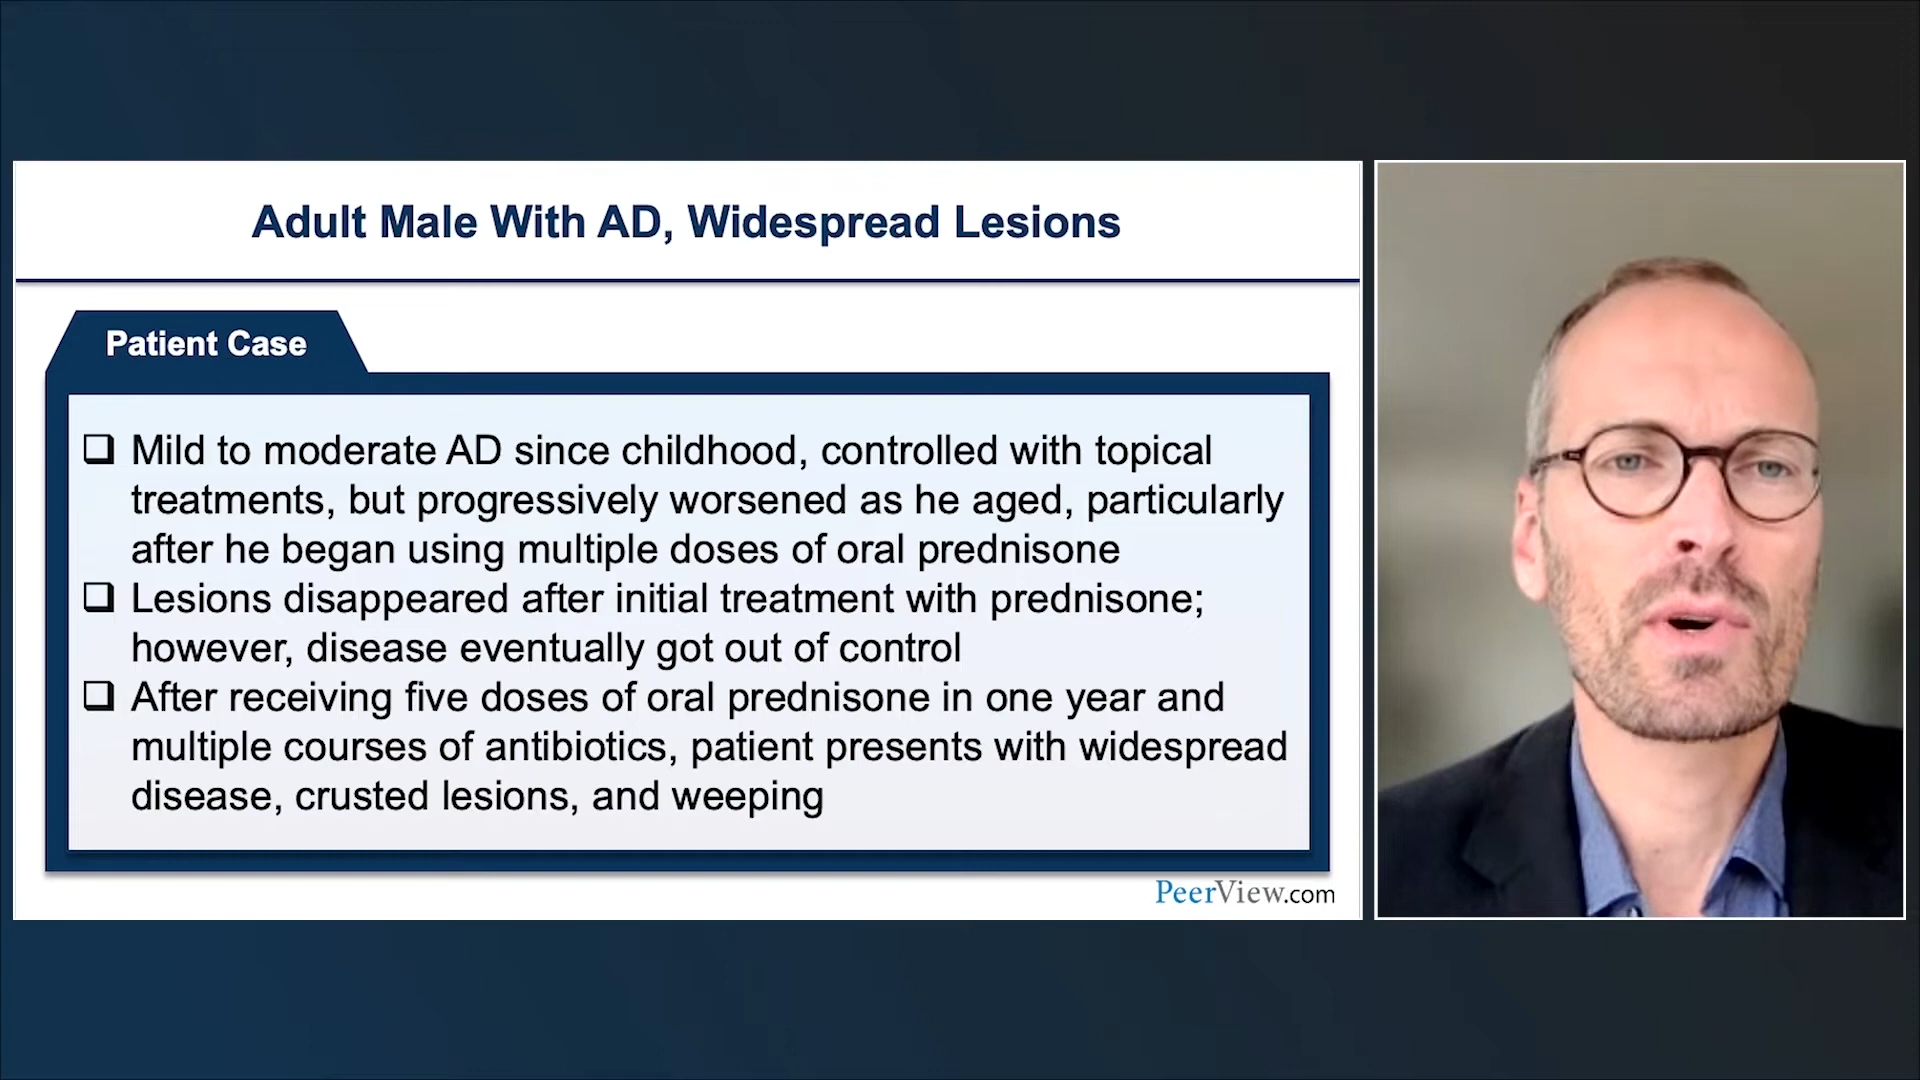 Adult Male With AD, Widespread Lesions
Patient Case
❑ Mild to moderate AD since childhood, controlled with topical
treatments, but progressively worsened as he aged, particularly
after he began using multiple doses of oral prednisone
❑ Lesions disappeared after initial treatment with prednisone;
however, disease eventually got out of control
❑ After receiving five doses of oral prednisone in one year and
multiple courses of antibiotics, patient presents with widespread
disease, crusted lesions, and weeping
PeerView.com